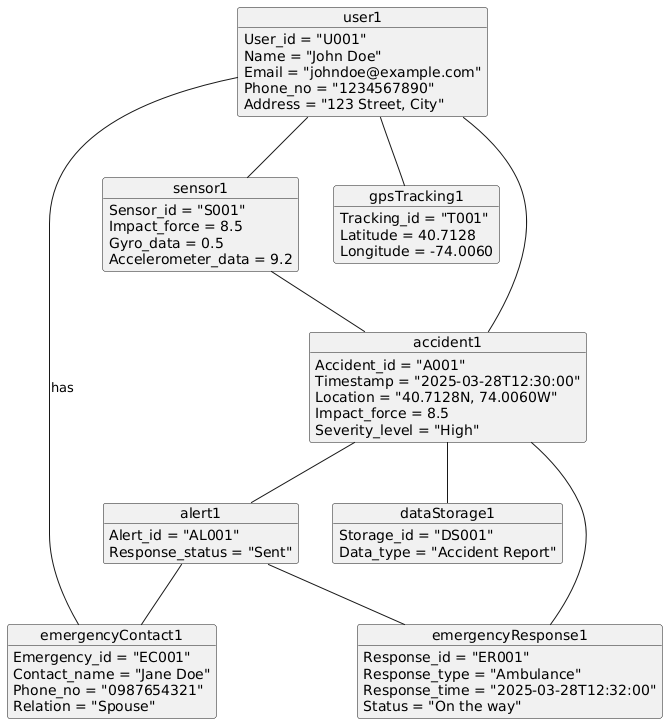 user1
User_id = "U001"
Name = "John Doe"
Email = "johndoe@example.com"
Phone_no = "1234567890"
Address = "123 Street, City"
sensor1
Sensor_id = "S001"
Impact_force = 8.5
Gyro_data = 0.5
Accelerometer_data = 9.2
gpsTracking1
Tracking_id = "T001"
Latitude = 40.7128
Longitude = -74.0060
accident1
Accident_id = "A001"
Timestamp = "2025-03-28T12:30:00"
Location = "40.7128N, 74.0060W"
Impact_force = 8.5
Severity_level = "High"
has
alert1
Alert_id = "AL001"
Response_status = "Sent"
dataStorage1
Storage_id = "DS001"
Data_type = "Accident Report"
emergencyContact1
Emergency_id = "EC001"
Contact_name = "Jane Doe"
Phone_no = "0987654321"
Relation = "Spouse"
emergencyResponse1
Response_id = "ER001"
Response_type = "Ambulance"
Response_time = "2025-03-28T12:32:00"
Status = "On the way"